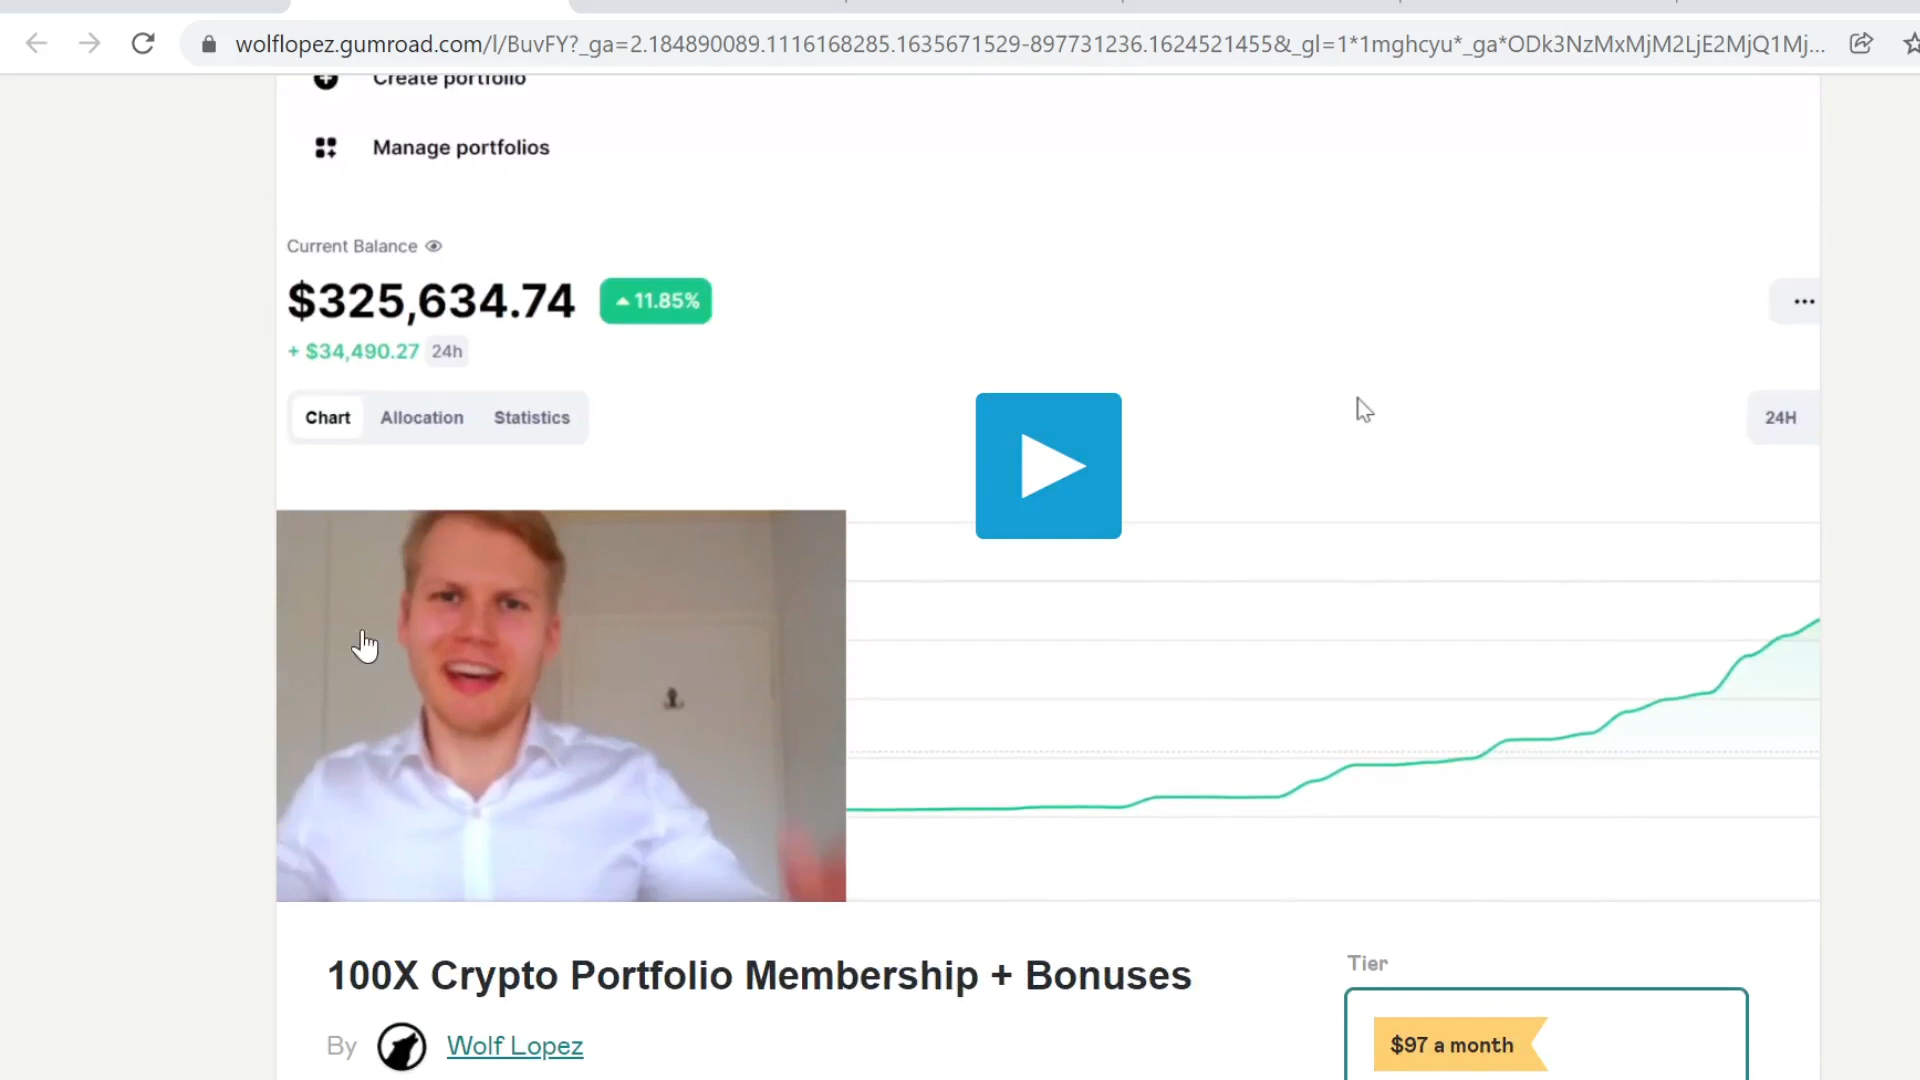 wolflopez.gumroad.com/l/BuvFY?_ga=2.184890089.1116168285.1635671529-897731236.1624521455&_gl=1*1mghcyu*_ga*ODk3NzMxMjM2LjE2MjQ1Mj...
Create portfolio
Manage portfolios
Current Balance
$325,634.74 11.85%
+ $34,490.27 24h
Chart Allocation Statistics 24H
100X Crypto Portfolio Membership + Bonuses
Tier
By Wolf Lopez
$97 a month